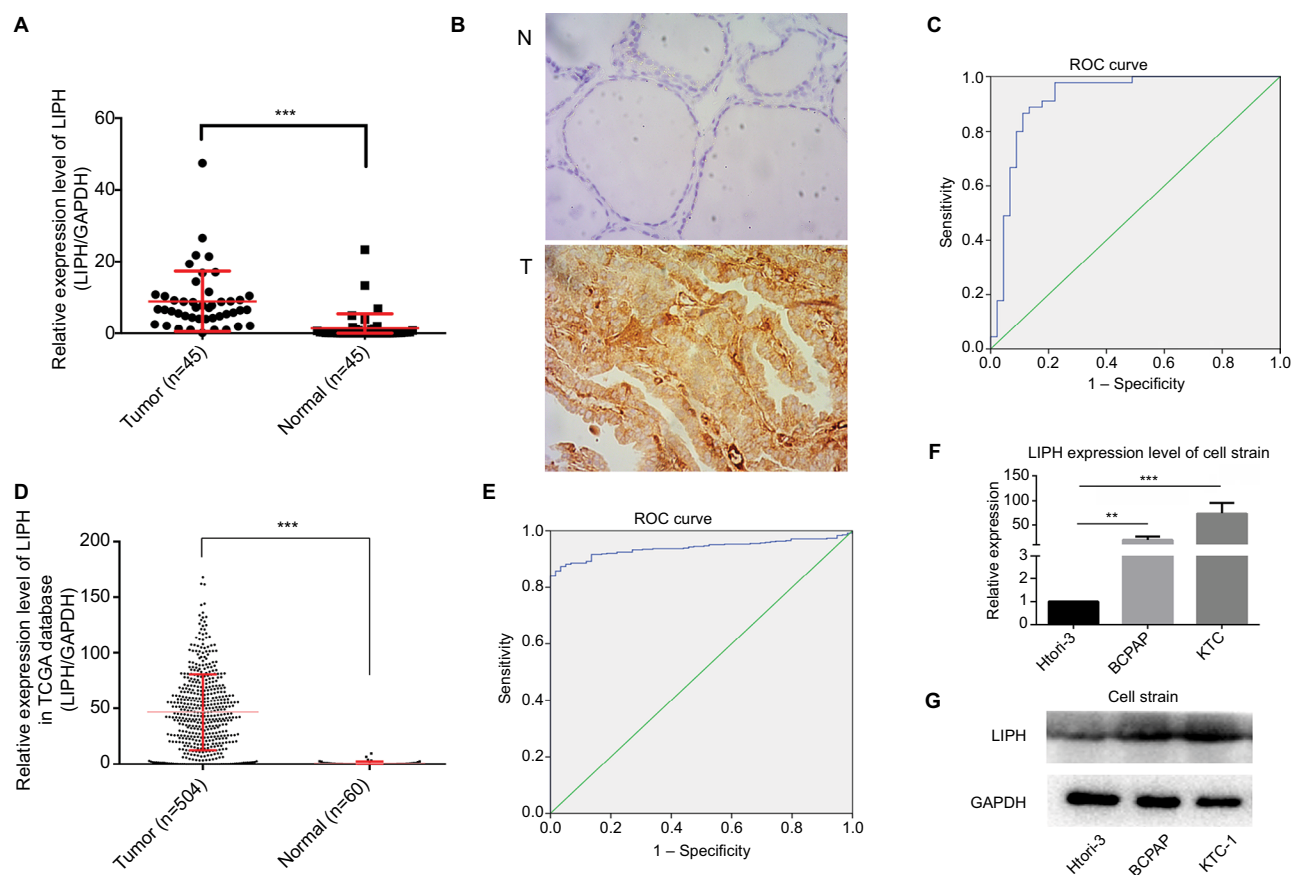 A
Relative exepression level of LIPH
(LIPH/GAPDH)
60
40
20
0
***
Tumor (n=45)
Normal (n=45)
B
N
T
C
ROC curve
Sensitivity
1.0
0.8
0.6
0.4
0.2
0.0
0.0 0.2 0.4 0.6 0.8 1.0
1 – Specificity
D
Relative exepression level of LIPH
in TCGA database
(LIPH/GAPDH)
200
150
100
50
0
***
Tumor (n=504)
Normal (n=60)
E
ROC curve
Sensitivity
1.0
0.8
0.6
0.4
0.2
0.0
0.0 0.2 0.4 0.6 0.8 1.0
1 – Specificity
F
LIPH expression level of cell strain
Relative expression
150
100
50
3
2
1
0
***
**
Htori-3
BCPAP
KTC
G
Cell strain
LIPH
GAPDH
Htori-3
BCPAP
KTC-1